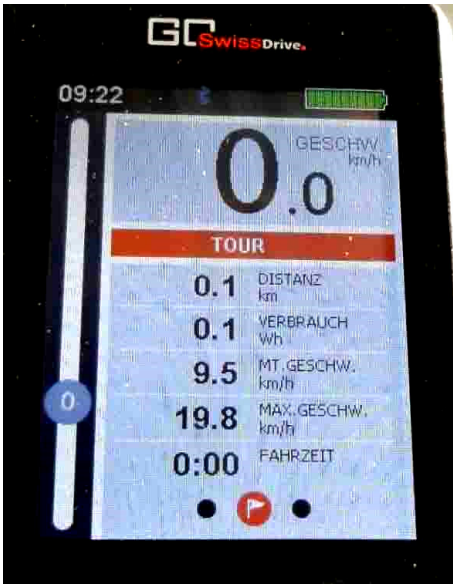 GO SwissDrive.
09:22
GESCHW.
km/h
0.0
TOUR
0.1 DISTANZ
km
0.1 VERBRAUCH
Wh
9.5 MT.GESCHW.
km/h
0
19.8 MAX.GESCHW.
km/h
0:00 FAHRZEIT